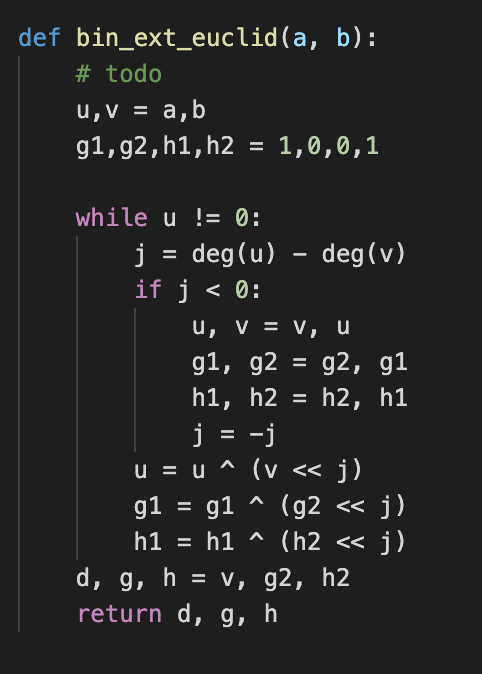 def bin_ext_euclid(a, b):
    # todo
    u,v = a,b
    g1,g2,h1,h2 = 1,0,0,1

    while u != 0:
        j = deg(u) - deg(v)
        if j < 0:
            u, v = v, u
            g1, g2 = g2, g1
            h1, h2 = h2, h1
            j = -j
        u = u ^ (v << j)
        g1 = g1 ^ (g2 << j)
        h1 = h1 ^ (h2 << j)
    d, g, h = v, g2, h2
    return d, g, h